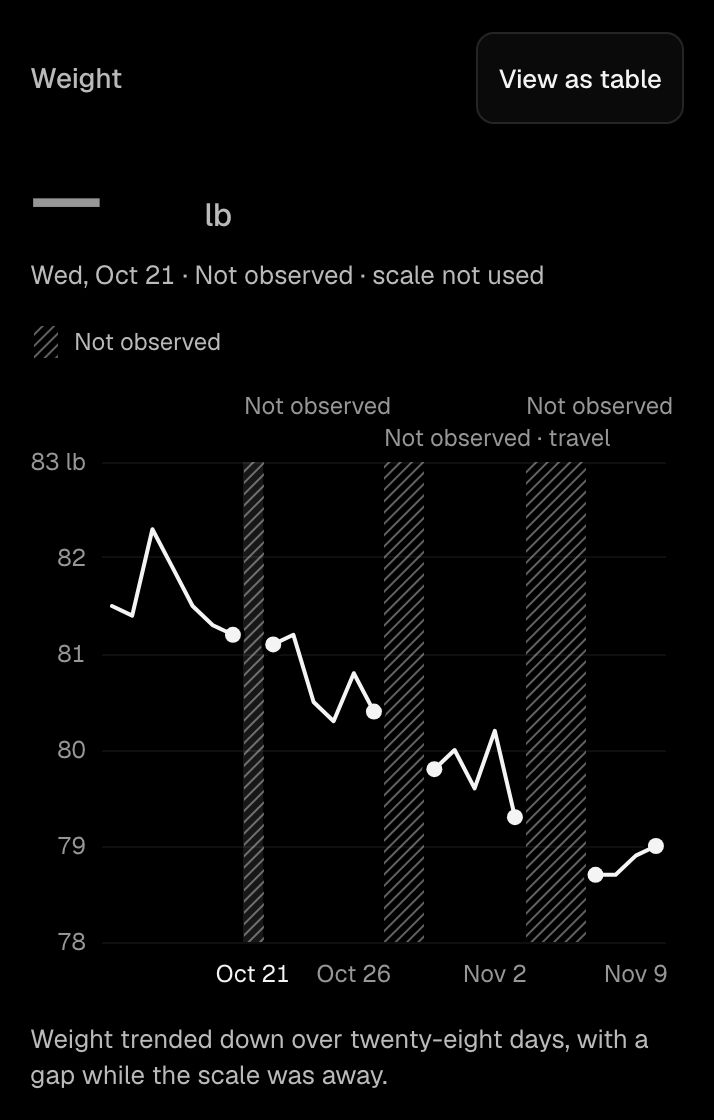 Weight
View as table
— lb
Wed, Oct 21 · Not observed · scale not used
Not observed
Not observed
Not observed
Not observed · travel
83 lb
82
81
80
79
78
Oct 21
Oct 26
Nov 2
Nov 9
Weight trended down over twenty-eight days, with a
gap while the scale was away.